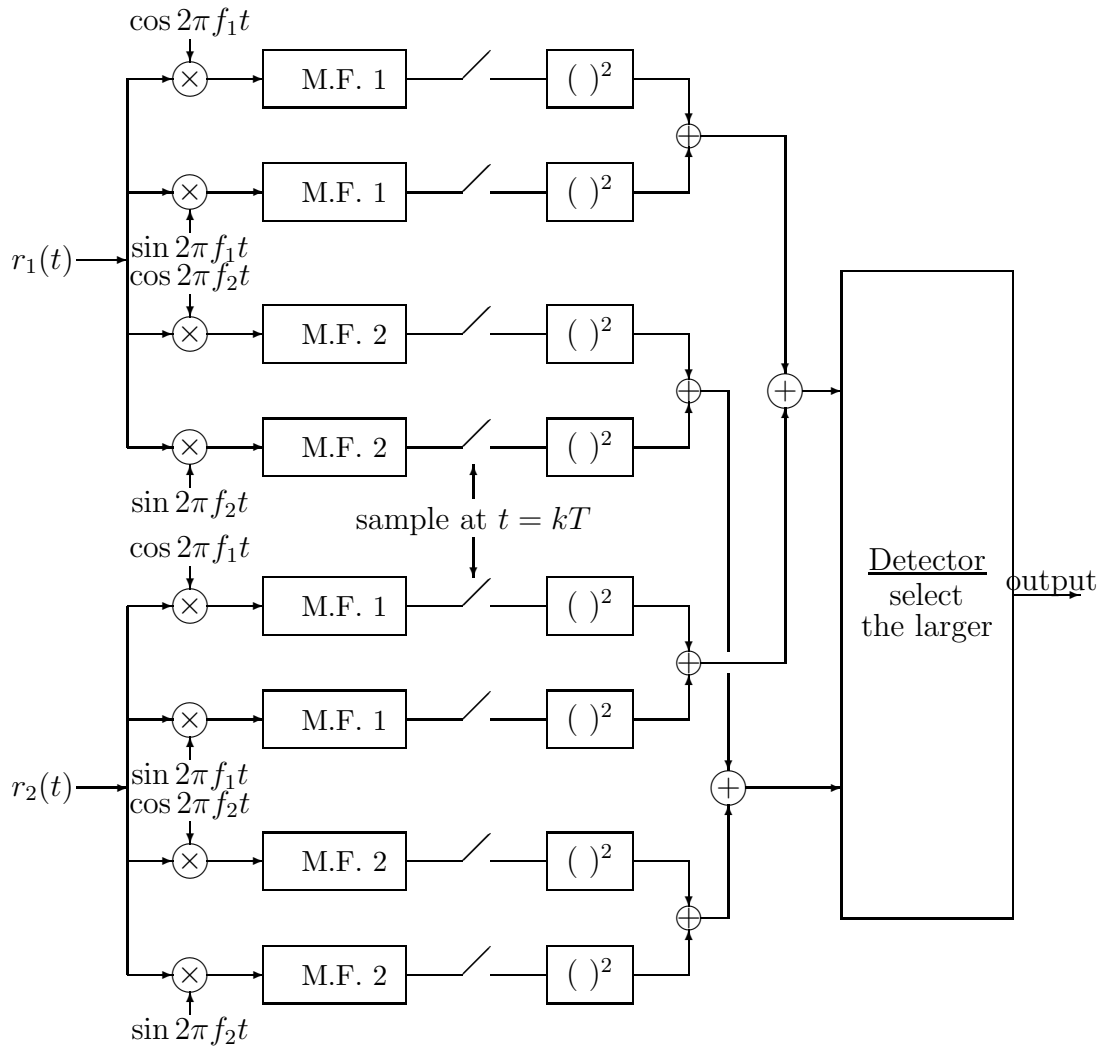 cos 2πf₁t
M.F. 1
( )²
M.F. 1
( )²
sin 2πf₁t
r₁(t)
cos 2πf₂t
M.F. 2
( )²
M.F. 2
( )²
sin 2πf₂t
sample at t = kT
cos 2πf₁t
M.F. 1
( )²
Detector
select
the larger
output
M.F. 1
( )²
sin 2πf₁t
r₂(t)
cos 2πf₂t
M.F. 2
( )²
M.F. 2
( )²
sin 2πf₂t